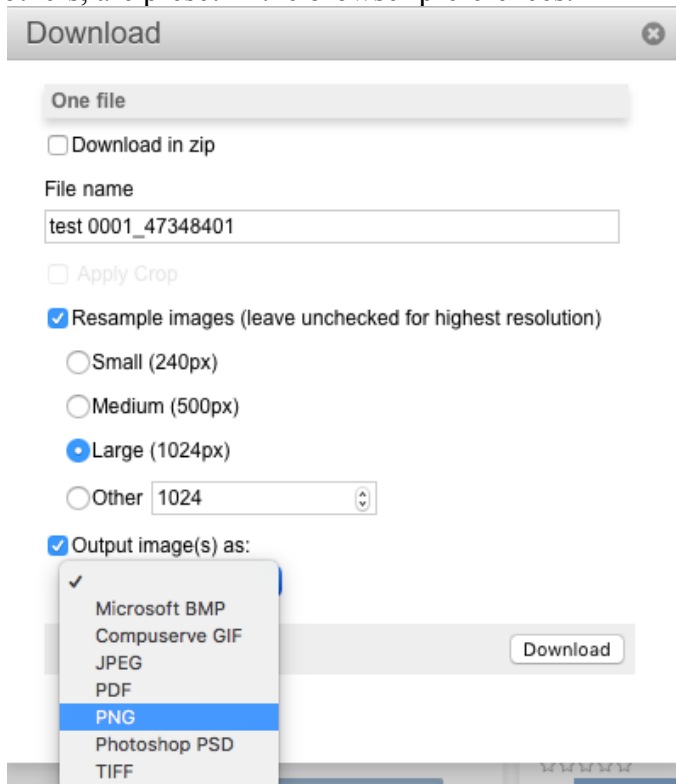 Download
One file
Download in zip
File name
test 0001_47348401
Apply Crop
Resample images (leave unchecked for highest resolution)
Small (240px)
Medium (500px)
Large (1024px)
Other 1024
Output image(s) as:
Microsoft BMP
Compuserve GIF
JPEG
Download
PDF
PNG
Photoshop PSD
TIFF